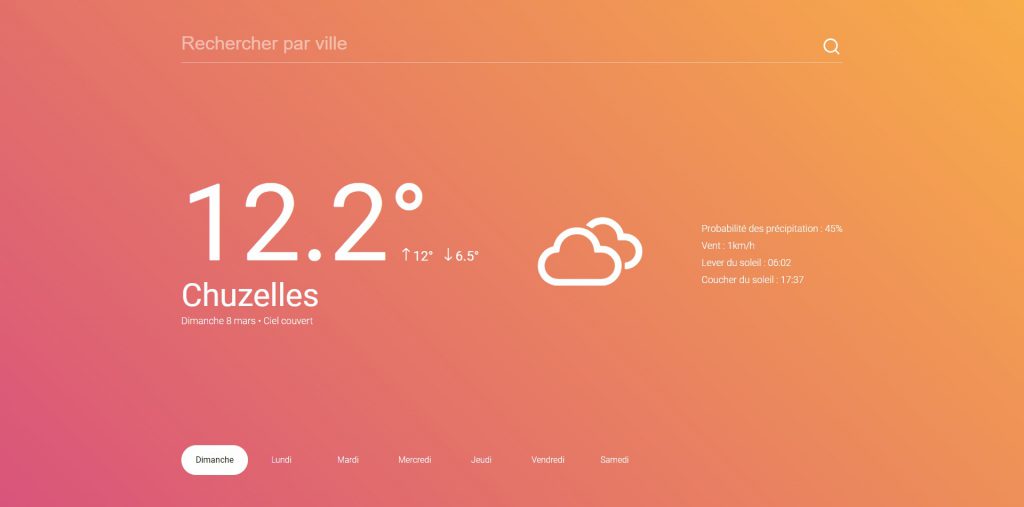 Rechercher par ville
12.2° ↑12° ↓6.5°
Chuzelles
Dimanche 8 mars • Ciel couvert
Probabilité des précipitation : 45%
Vent : 1km/h
Lever du soleil : 06:02
Coucher du soleil : 17:37
Dimanche Lundi Mardi Mercredi Jeudi Vendredi Samedi